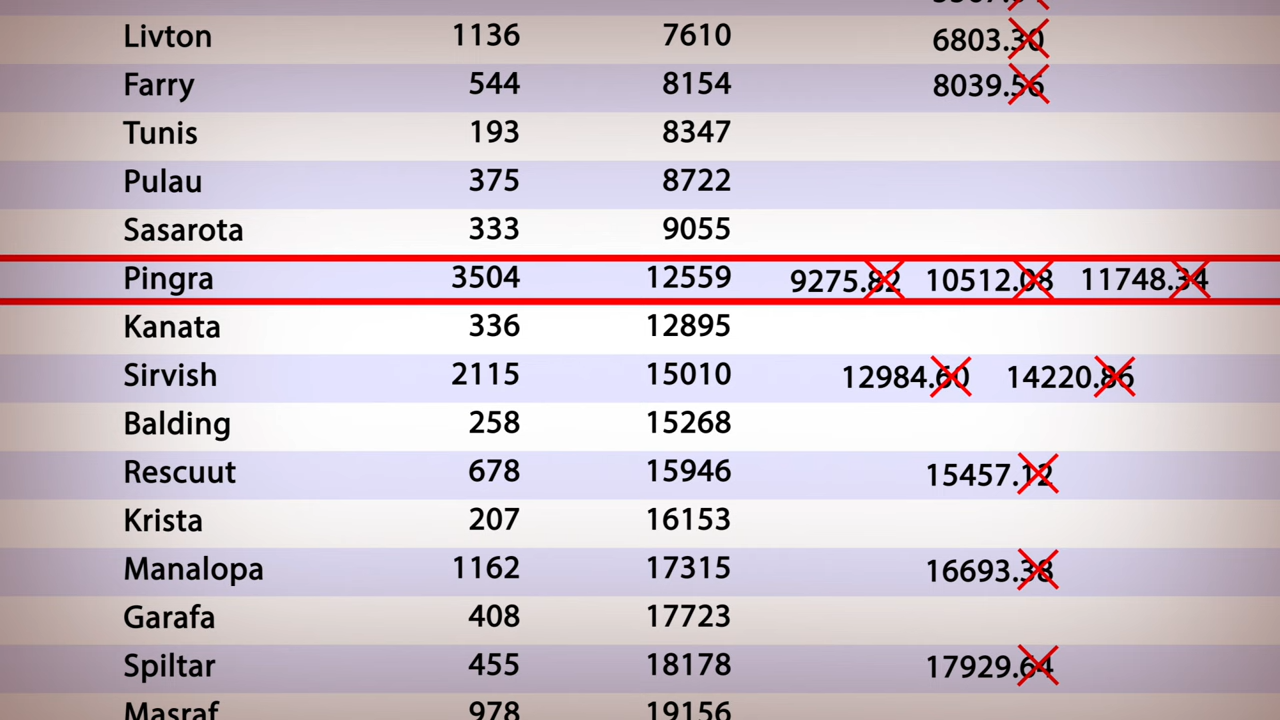 Livton 1136 7610 6803.30
Farry 544 8154 8039.56
Tunis 193 8347
Pulau 375 8722
Sasarota 333 9055
Pingra 3504 12559 9275.82 10512.08 11748.34
Kanata 336 12895
Sirvish 2115 15010 12984.60 14220.86
Balding 258 15268
Rescuut 678 15946 15457.12
Krista 207 16153
Manalopa 1162 17315 16693.38
Garafa 408 17723
Spiltar 455 18178 17929.64
Masraf 978 19156